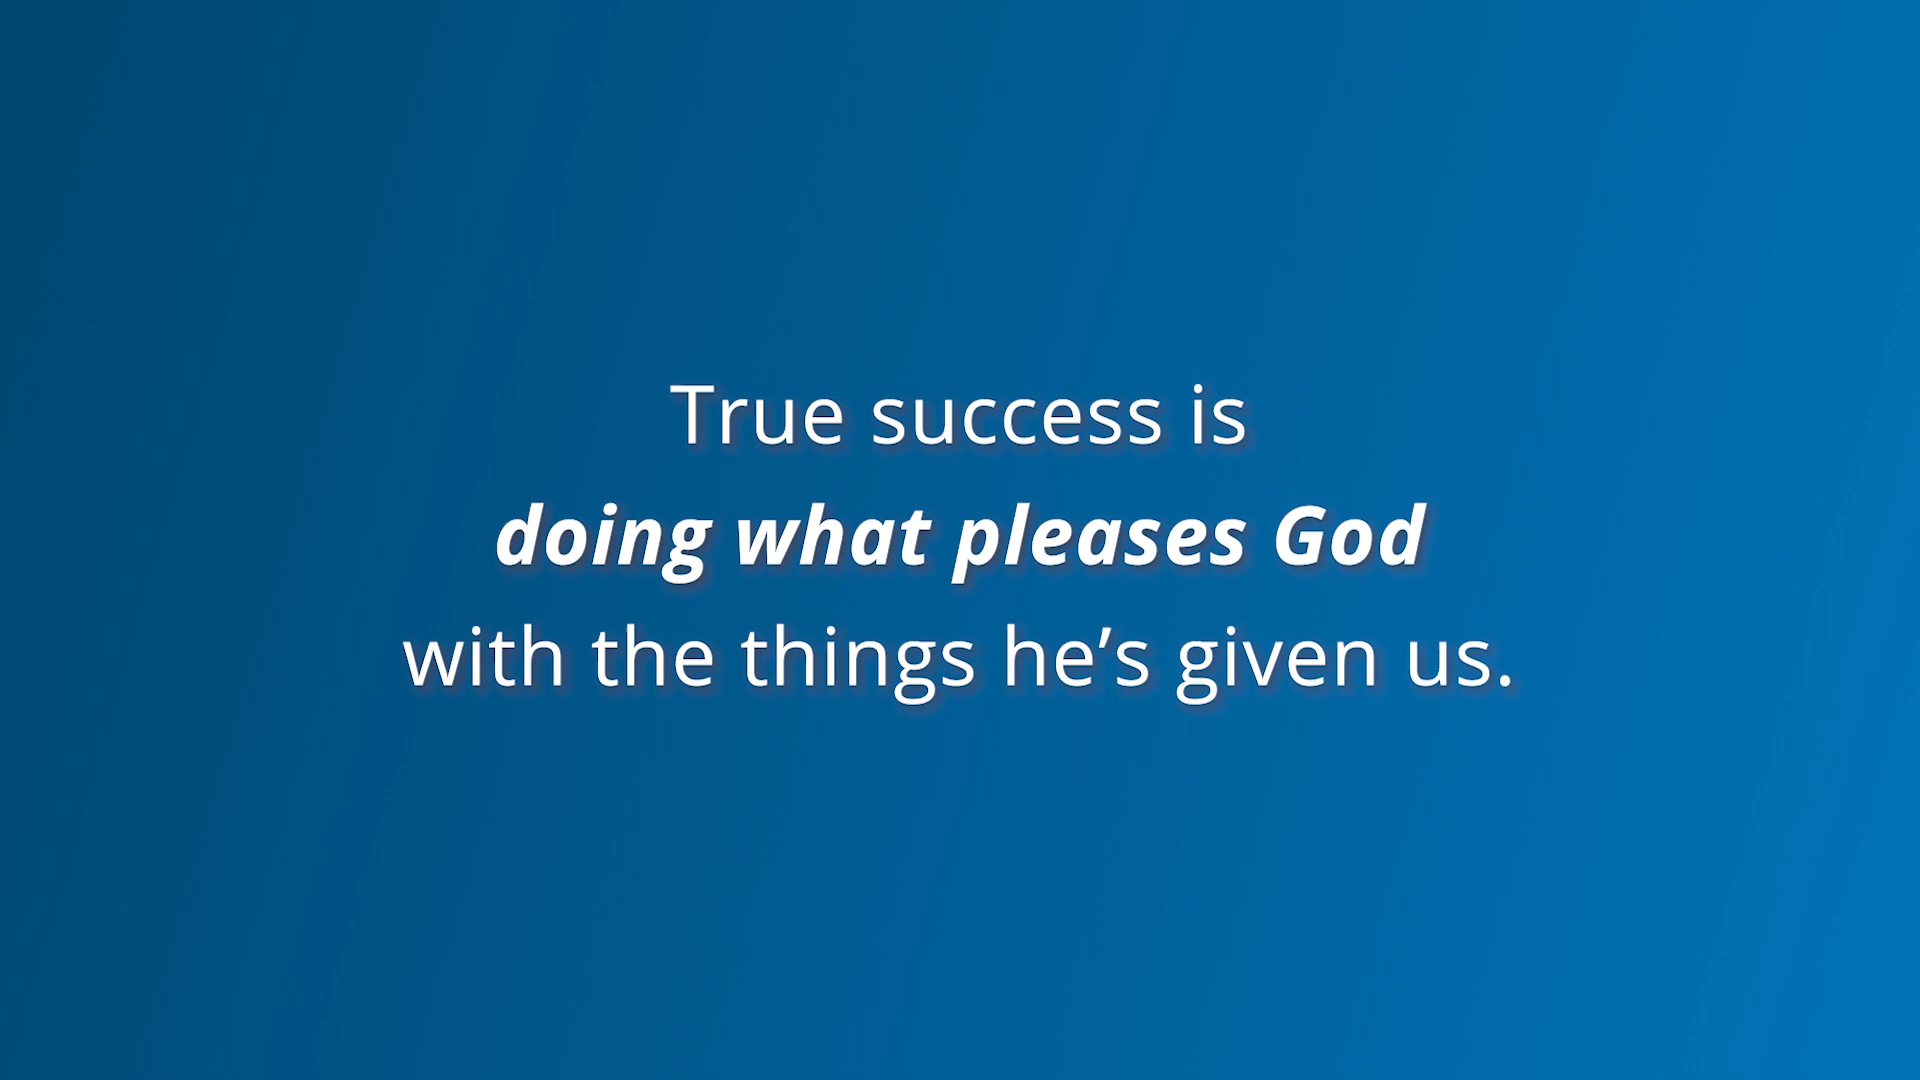 True success is
doing what pleases God
with the things he’s given us.